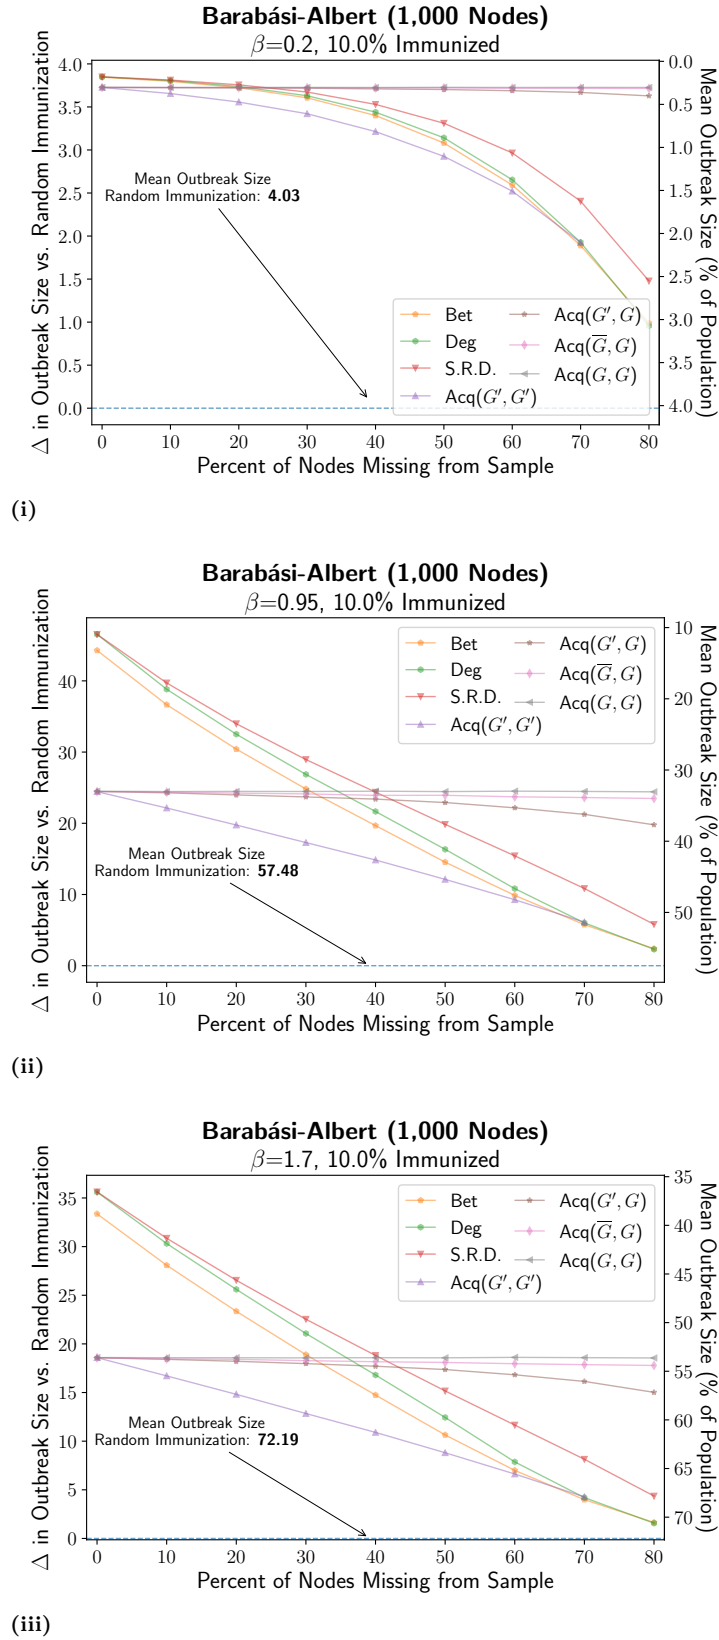 Barabási-Albert (1,000 Nodes)
β=0.2, 10.0% Immunized
Δ in Outbreak Size vs. Random Immunization
4.0
3.5
3.0
2.5
2.0
1.5
1.0
0.5
0.0
Mean Outbreak Size
Random Immunization: 4.03
Bet
Deg
S.R.D.
Acq(G′, G′)
Acq(G′, G)
Acq(G̅, G)
Acq(G, G)
0.0
0.5
1.0
1.5
2.0
2.5
3.0
3.5
4.0
Mean Outbreak Size (% of Population)
0 10 20 30 40 50 60 70 80
Percent of Nodes Missing from Sample
(i)
Barabási-Albert (1,000 Nodes)
β=0.95, 10.0% Immunized
Δ in Outbreak Size vs. Random Immunization
40
30
20
10
0
Bet
Deg
S.R.D.
Acq(G′, G′)
Acq(G′, G)
Acq(G̅, G)
Acq(G, G)
Mean Outbreak Size
Random Immunization: 57.48
10
20
30
40
50
Mean Outbreak Size (% of Population)
0 10 20 30 40 50 60 70 80
Percent of Nodes Missing from Sample
(ii)
Barabási-Albert (1,000 Nodes)
β=1.7, 10.0% Immunized
Δ in Outbreak Size vs. Random Immunization
35
30
25
20
15
10
5
0
Bet
Deg
S.R.D.
Acq(G′, G′)
Acq(G′, G)
Acq(G̅, G)
Acq(G, G)
Mean Outbreak Size
Random Immunization: 72.19
35
40
45
50
55
60
65
70
Mean Outbreak Size (% of Population)
0 10 20 30 40 50 60 70 80
Percent of Nodes Missing from Sample
(iii)